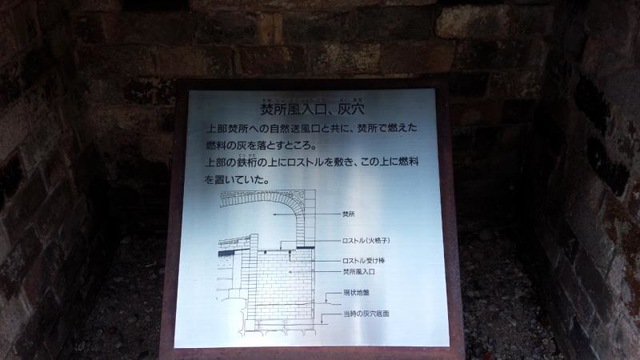 焚所風入口、灰穴
上部焚所への自然送風口と共に、焚所で燃えた
燃料の灰を落とすところ。
上部の鉄桁の上にロストルを敷き、この上に燃料
を置いていた。
焚所
ロストル(火格子)
ロストル受け棒
焚所風入口
現状地盤
当時の灰穴底面